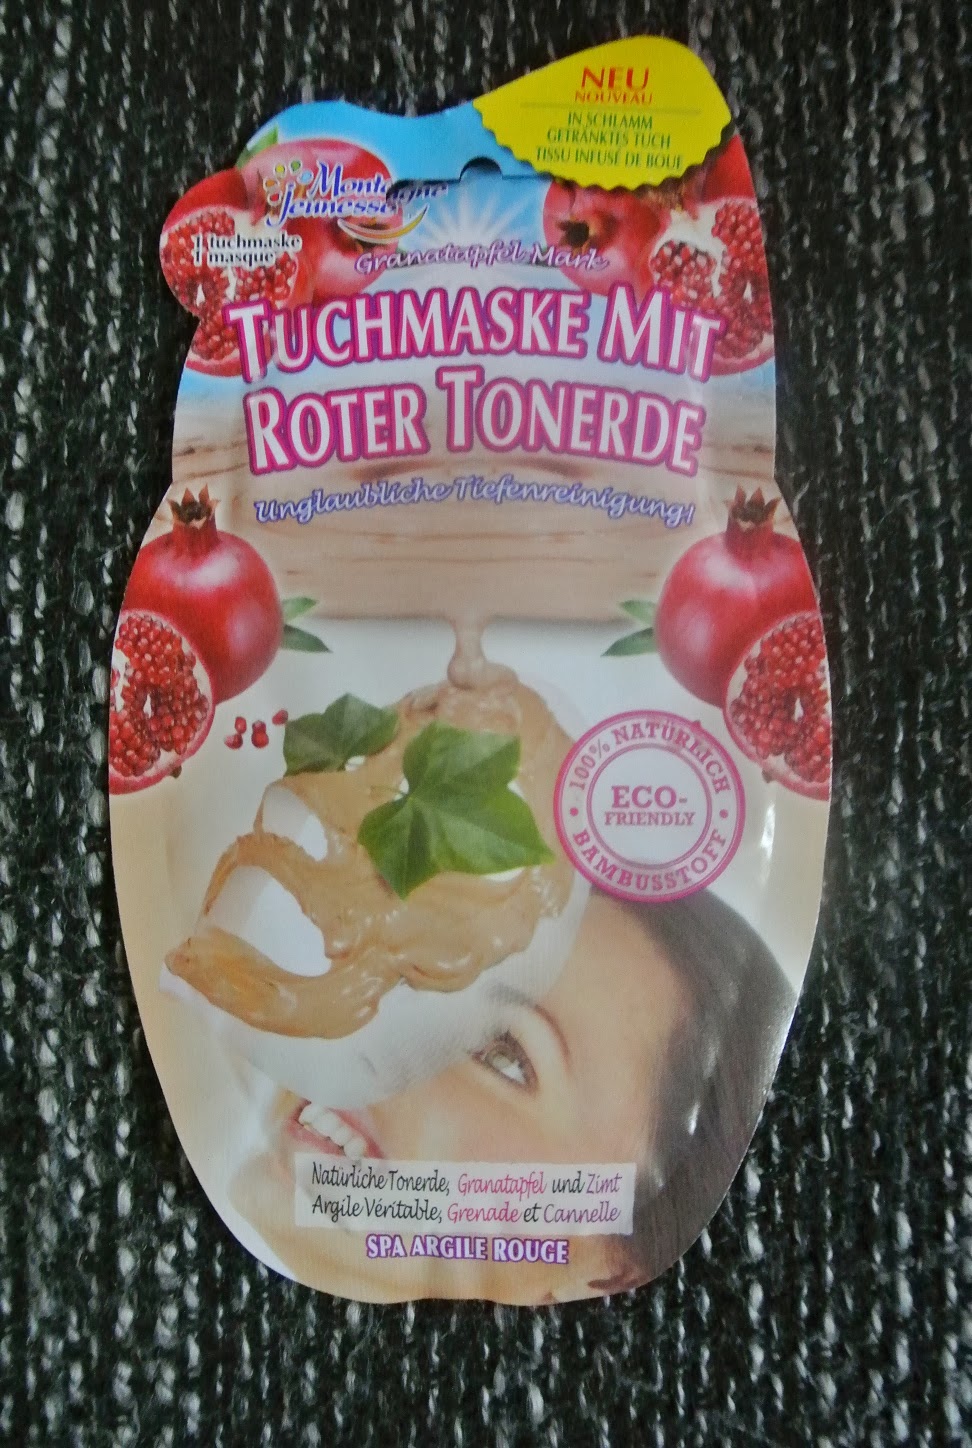 NEU
NOUVEAU
IN SCHLAMM
GETRÄNKTES TUCH
TISSU INFUSÉ DE BOUE
Montagne
Jeunesse
1 tuchmaske
masque
Granatapfel Mark
TUCHMASKE MIT
ROTER TONERDE
Unglaubliche Tiefenreinigung!
100% NATÜRLICH
ECO-
FRIENDLY
BAMBUSSTOFF
Natürliche Tonerde, Granatapfel und Zimt
Argile Véritable, Grenade et Cannelle
SPA ARGILE ROUGE